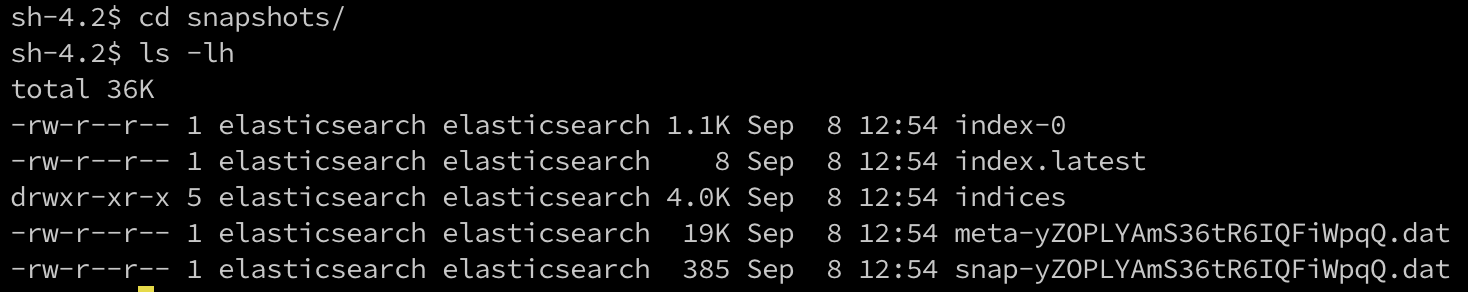 sh-4.2$ cd snapshots/
sh-4.2$ ls -lh
total 36K
-rw-r--r-- 1 elasticsearch elasticsearch 1.1K Sep  8 12:54 index-0
-rw-r--r-- 1 elasticsearch elasticsearch    8 Sep  8 12:54 index.latest
drwxr-xr-x 5 elasticsearch elasticsearch 4.0K Sep  8 12:54 indices
-rw-r--r-- 1 elasticsearch elasticsearch  19K Sep  8 12:54 meta-yZOPLYAmS36tR6IQFiWpqQ.dat
-rw-r--r-- 1 elasticsearch elasticsearch  385 Sep  8 12:54 snap-yZOPLYAmS36tR6IQFiWpqQ.dat